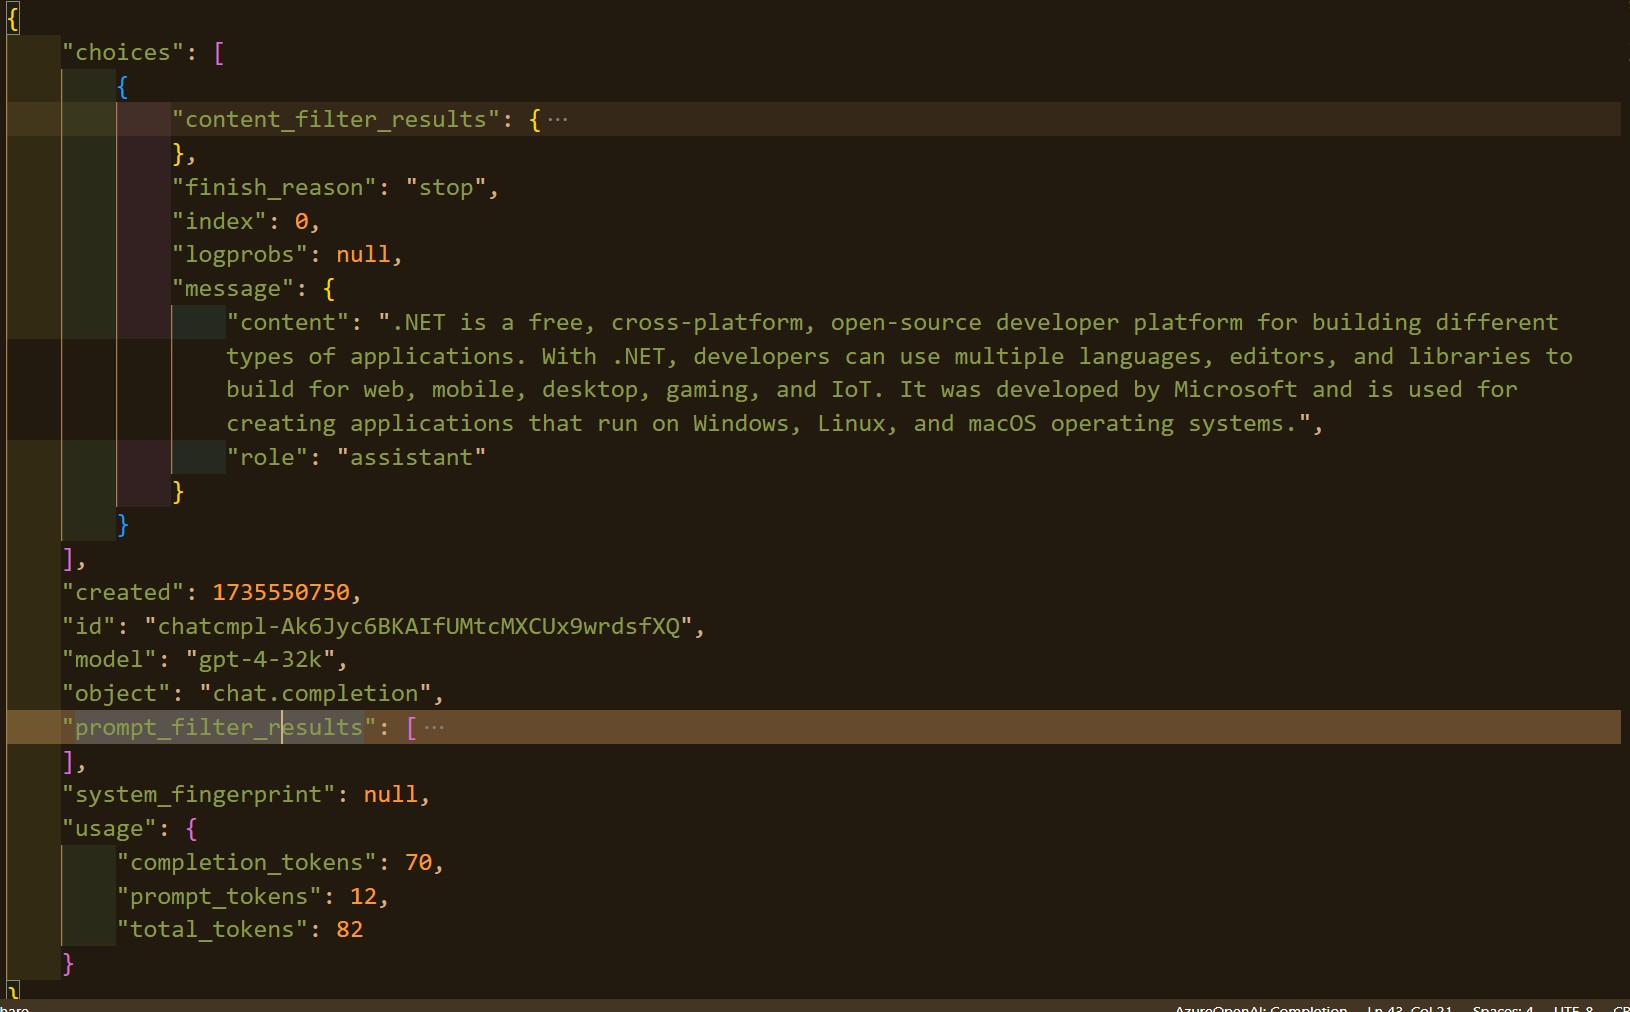 {
"choices": [
{
"content_filter_results": { ...
},
"finish_reason": "stop",
"index": 0,
"logprobs": null,
"message": {
"content": ".NET is a free, cross-platform, open-source developer platform for building different
types of applications. With .NET, developers can use multiple languages, editors, and libraries to
build for web, mobile, desktop, gaming, and IoT. It was developed by Microsoft and is used for
creating applications that run on Windows, Linux, and macOS operating systems.",
"role": "assistant"
}
}
],
"created": 1735550750,
"id": "chatcmpl-Ak6Jyc6BKAIfUMtcMXCUx9wrdsfXQ",
"model": "gpt-4-32k",
"object": "chat.completion",
"prompt_filter_results": [ ...
],
"system_fingerprint": null,
"usage": {
"completion_tokens": 70,
"prompt_tokens": 12,
"total_tokens": 82
}
}
AzureOpenAI: Completion Ln 43, Col 21 Spaces: 4 UTF-8